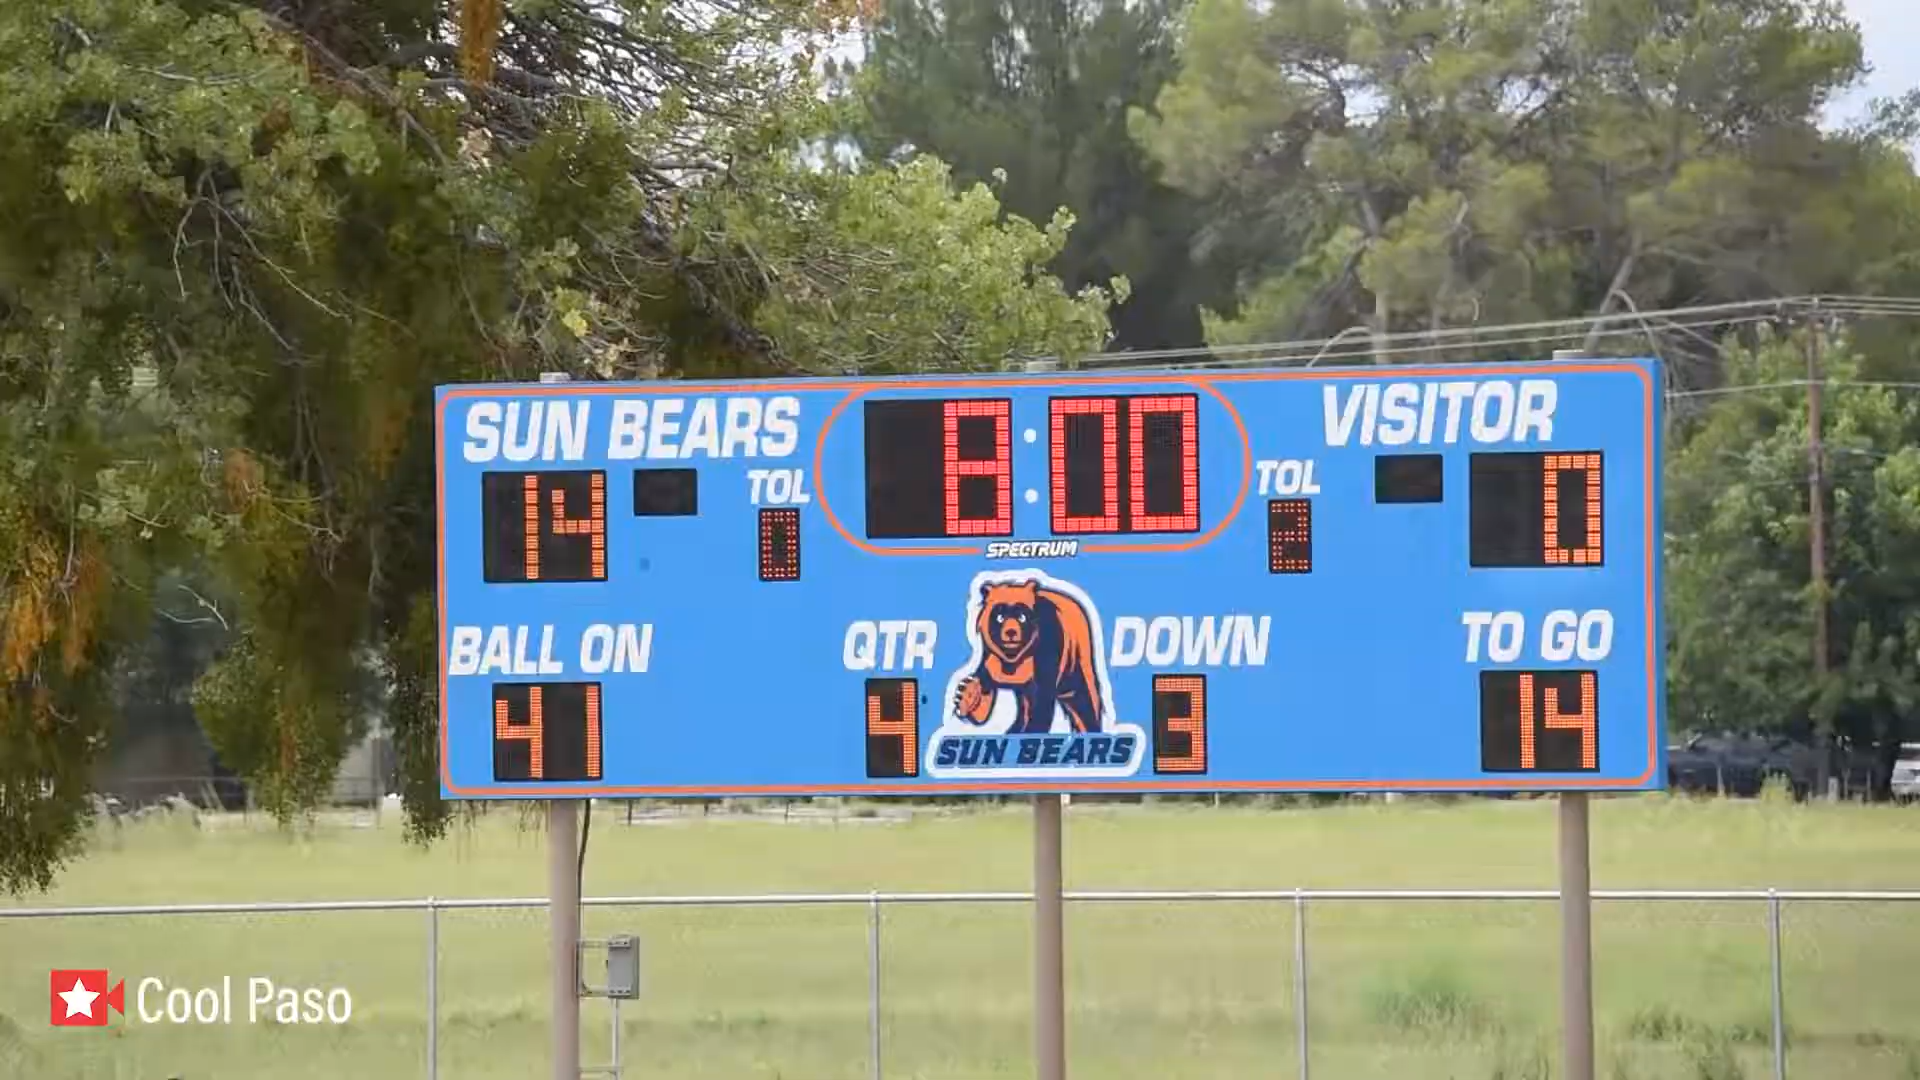 SUN BEARS 8:00 VISITOR
14 TOL 0 TOL 2 0
SPECTRUM
BALL ON QTR DOWN TO GO
41 4 3 14
SUN BEARS
Cool Paso